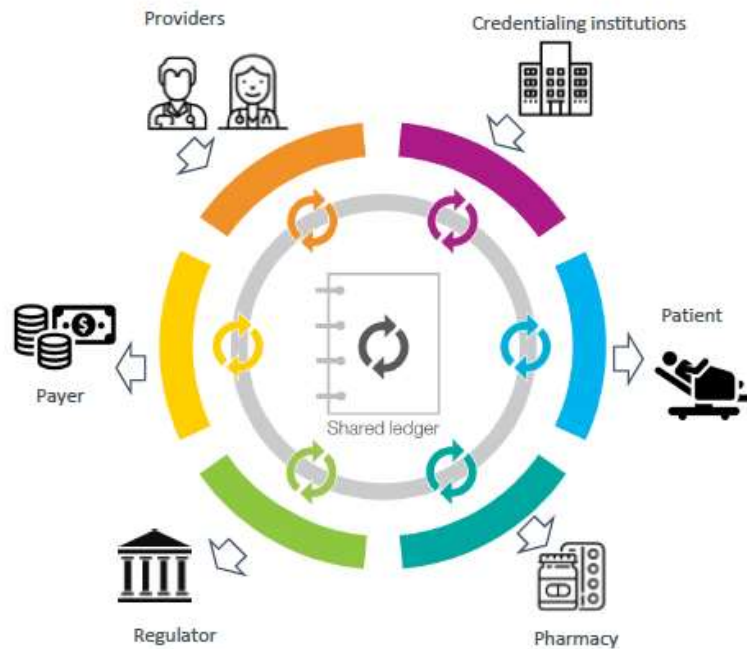 Providers
Credentialing institutions
Patient
Payer
$
Shared ledger
Regulator
Pharmacy